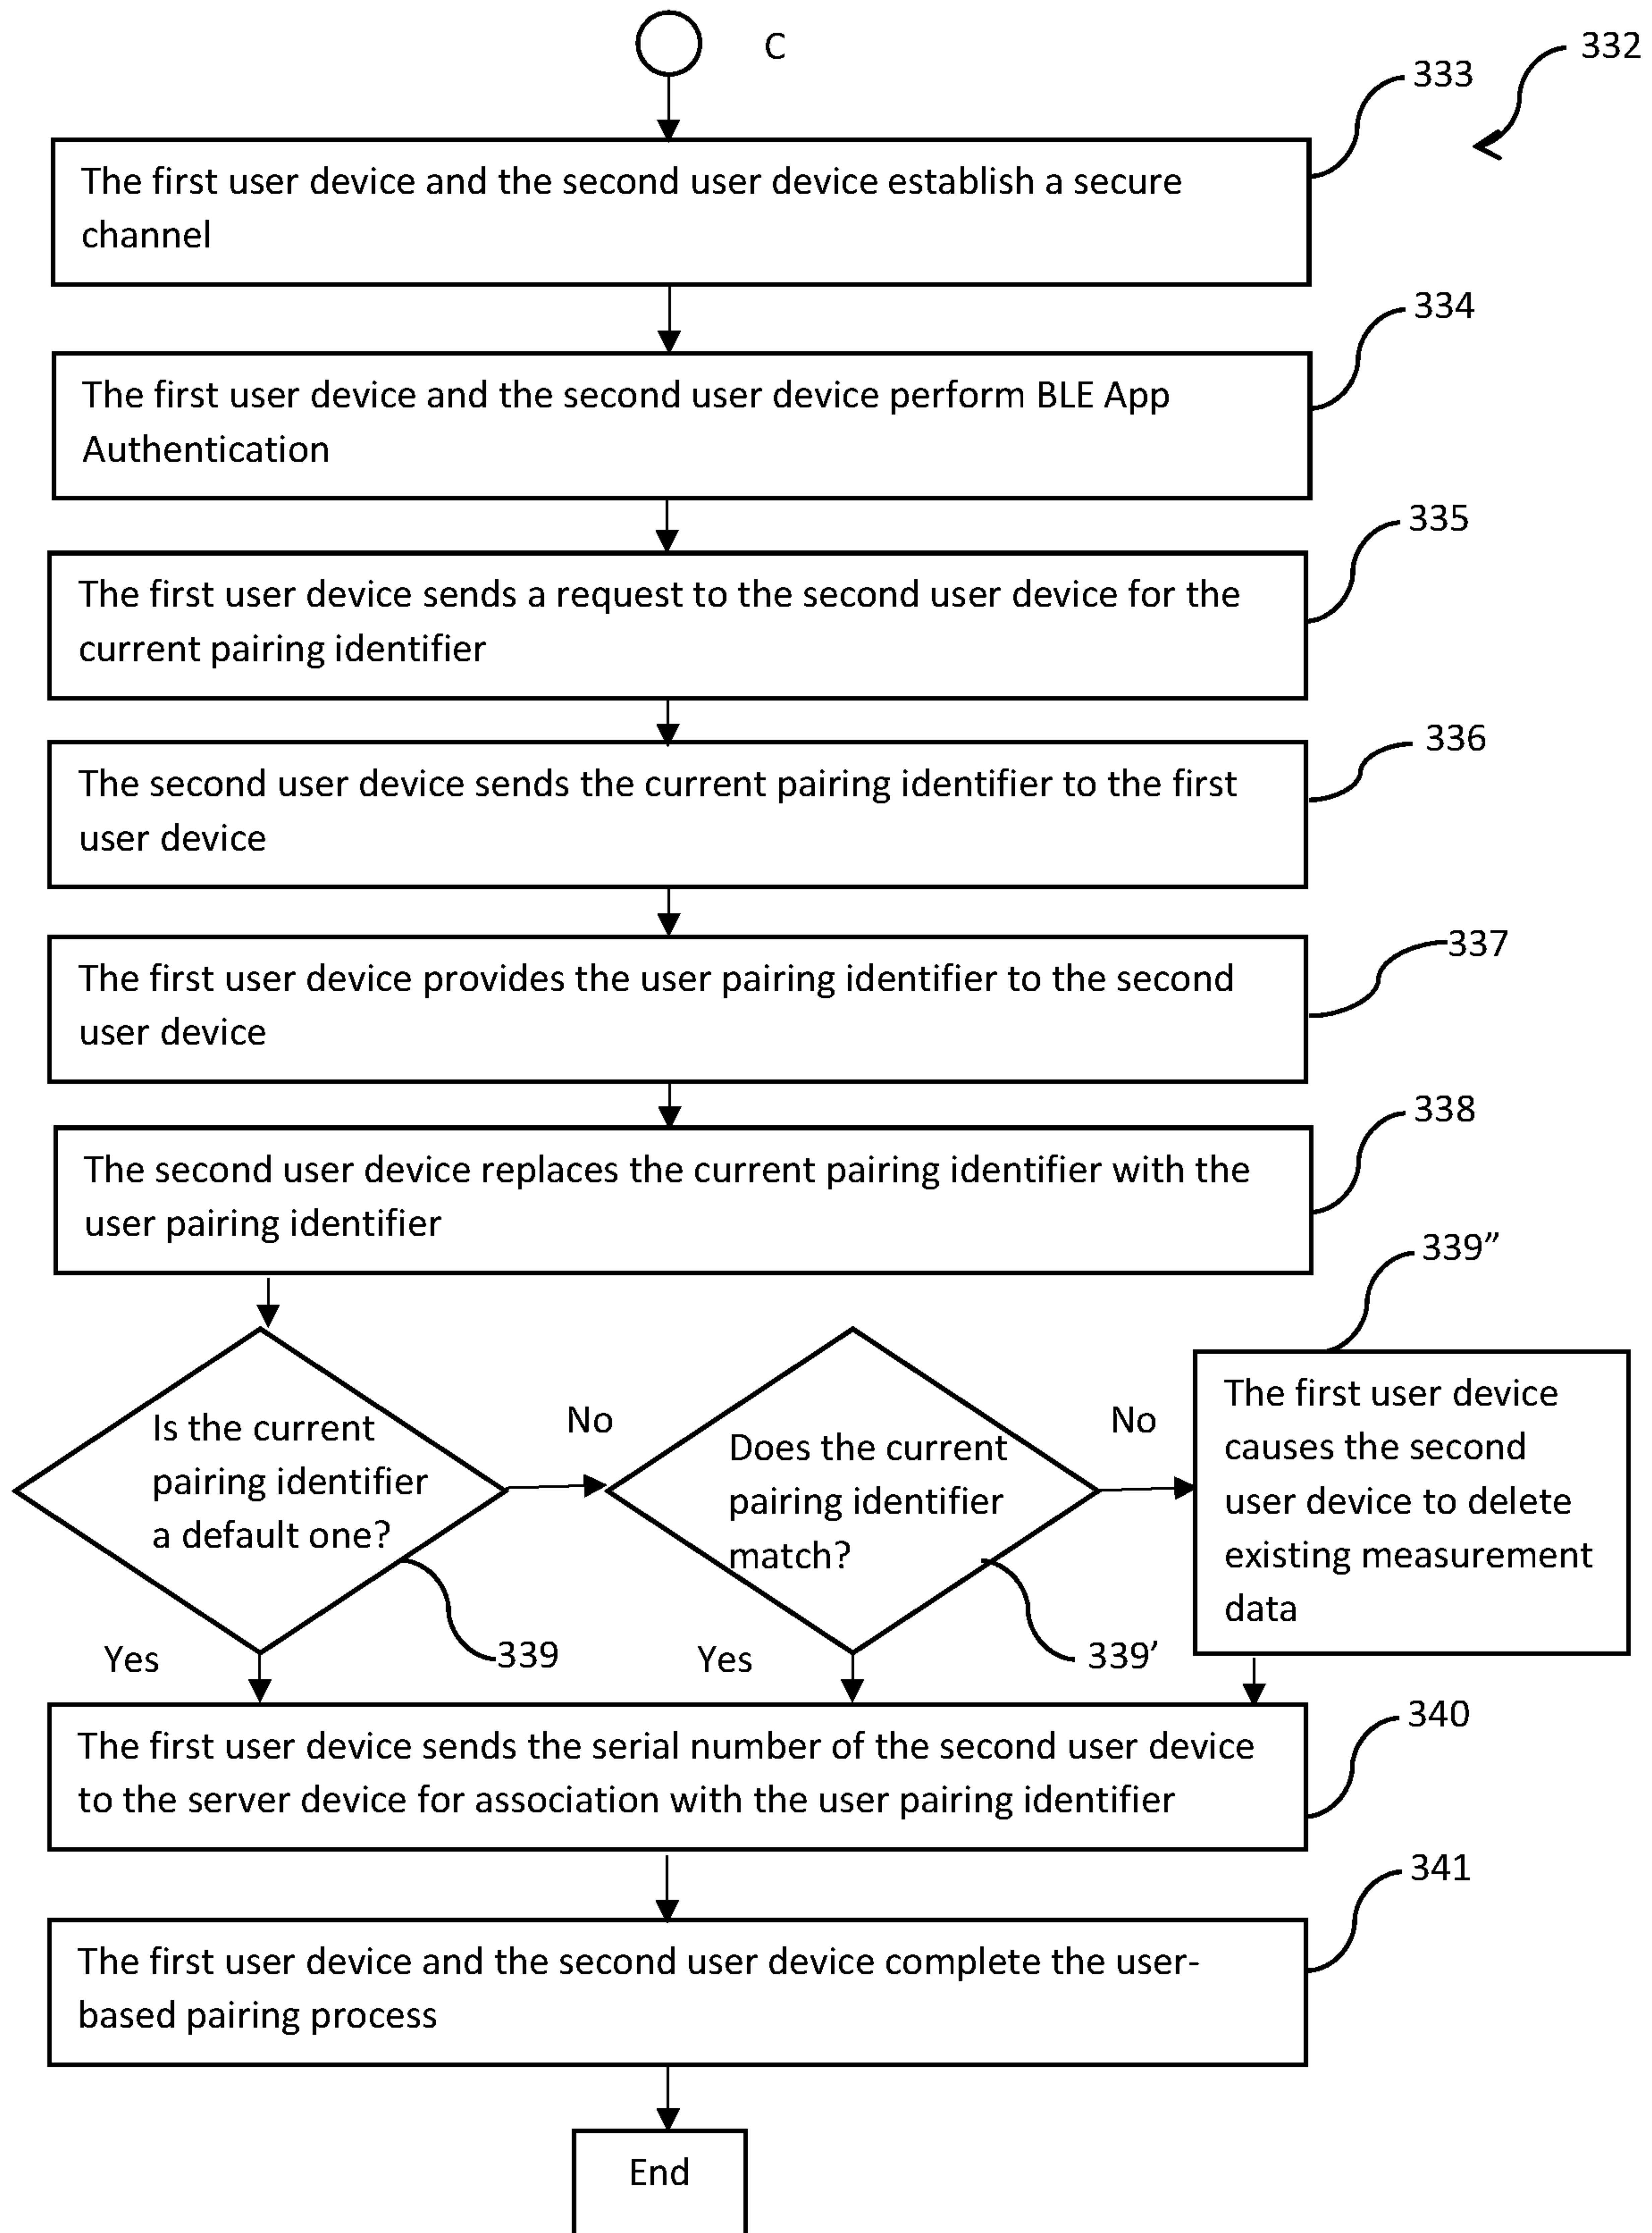 C
332
333
The first user device and the second user device establish a secure
channel
334
The first user device and the second user device perform BLE App
Authentication
335
The first user device sends a request to the second user device for the
current pairing identifier
336
The second user device sends the current pairing identifier to the first
user device
337
The first user device provides the user pairing identifier to the second
user device
338
The second user device replaces the current pairing identifier with the
user pairing identifier
339”
Is the current
pairing identifier
a default one?
No
Does the current
pairing identifier
match?
No
The first user device
causes the second
user device to delete
existing measurement
data
Yes
339
Yes
339’
340
The first user device sends the serial number of the second user device
to the server device for association with the user pairing identifier
341
The first user device and the second user device complete the user-
based pairing process
End